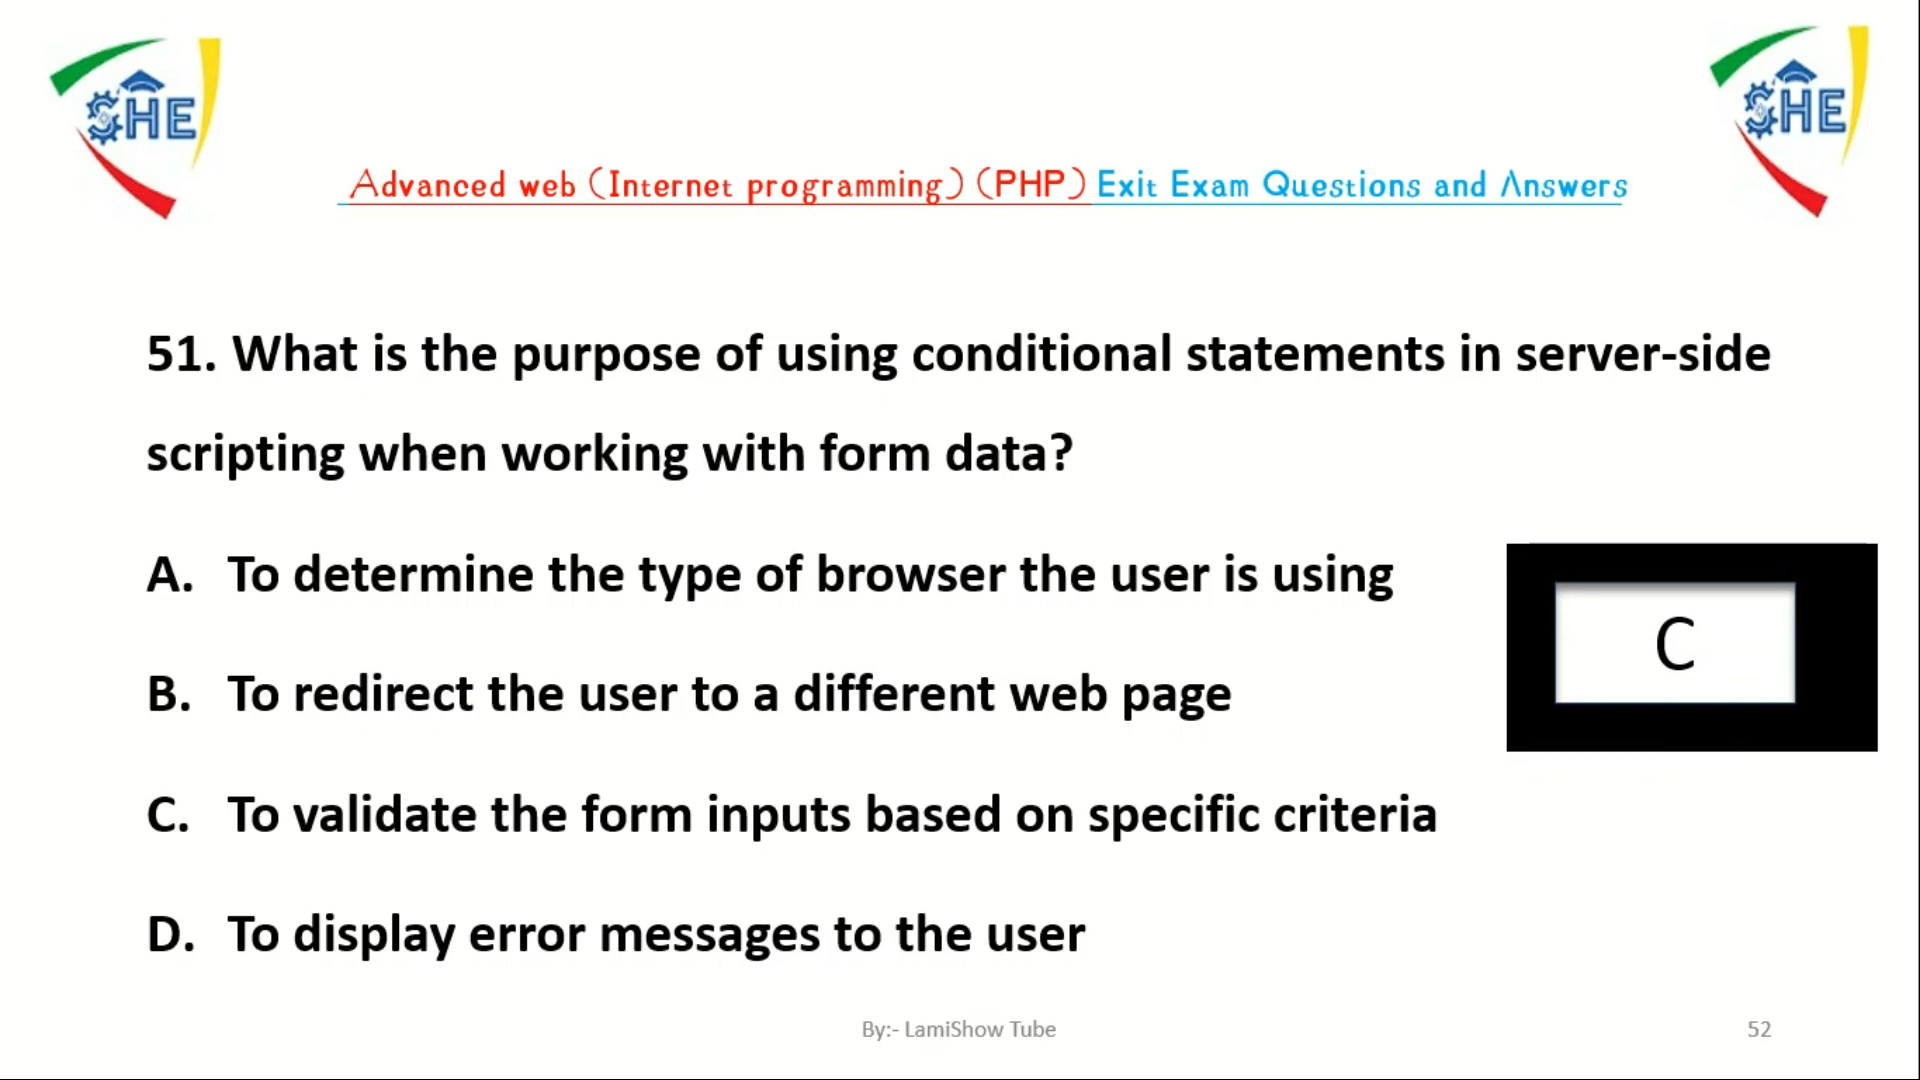 SHE
SHE
Advanced web (Internet programming) (PHP) Exit Exam Questions and Answers
51. What is the purpose of using conditional statements in server-side
scripting when working with form data?
A. To determine the type of browser the user is using
C
B. To redirect the user to a different web page
C. To validate the form inputs based on specific criteria
D. To display error messages to the user
By:- LamiShow Tube
52